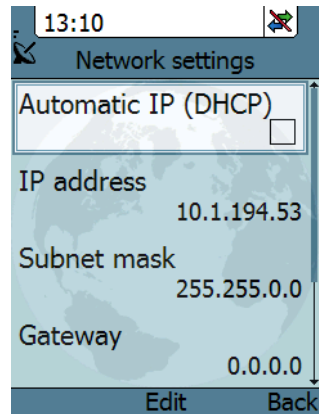 13:10
Network settings
Automatic IP (DHCP)
IP address
10.1.194.53
Subnet mask
255.255.0.0
Gateway
0.0.0.0
Edit Back